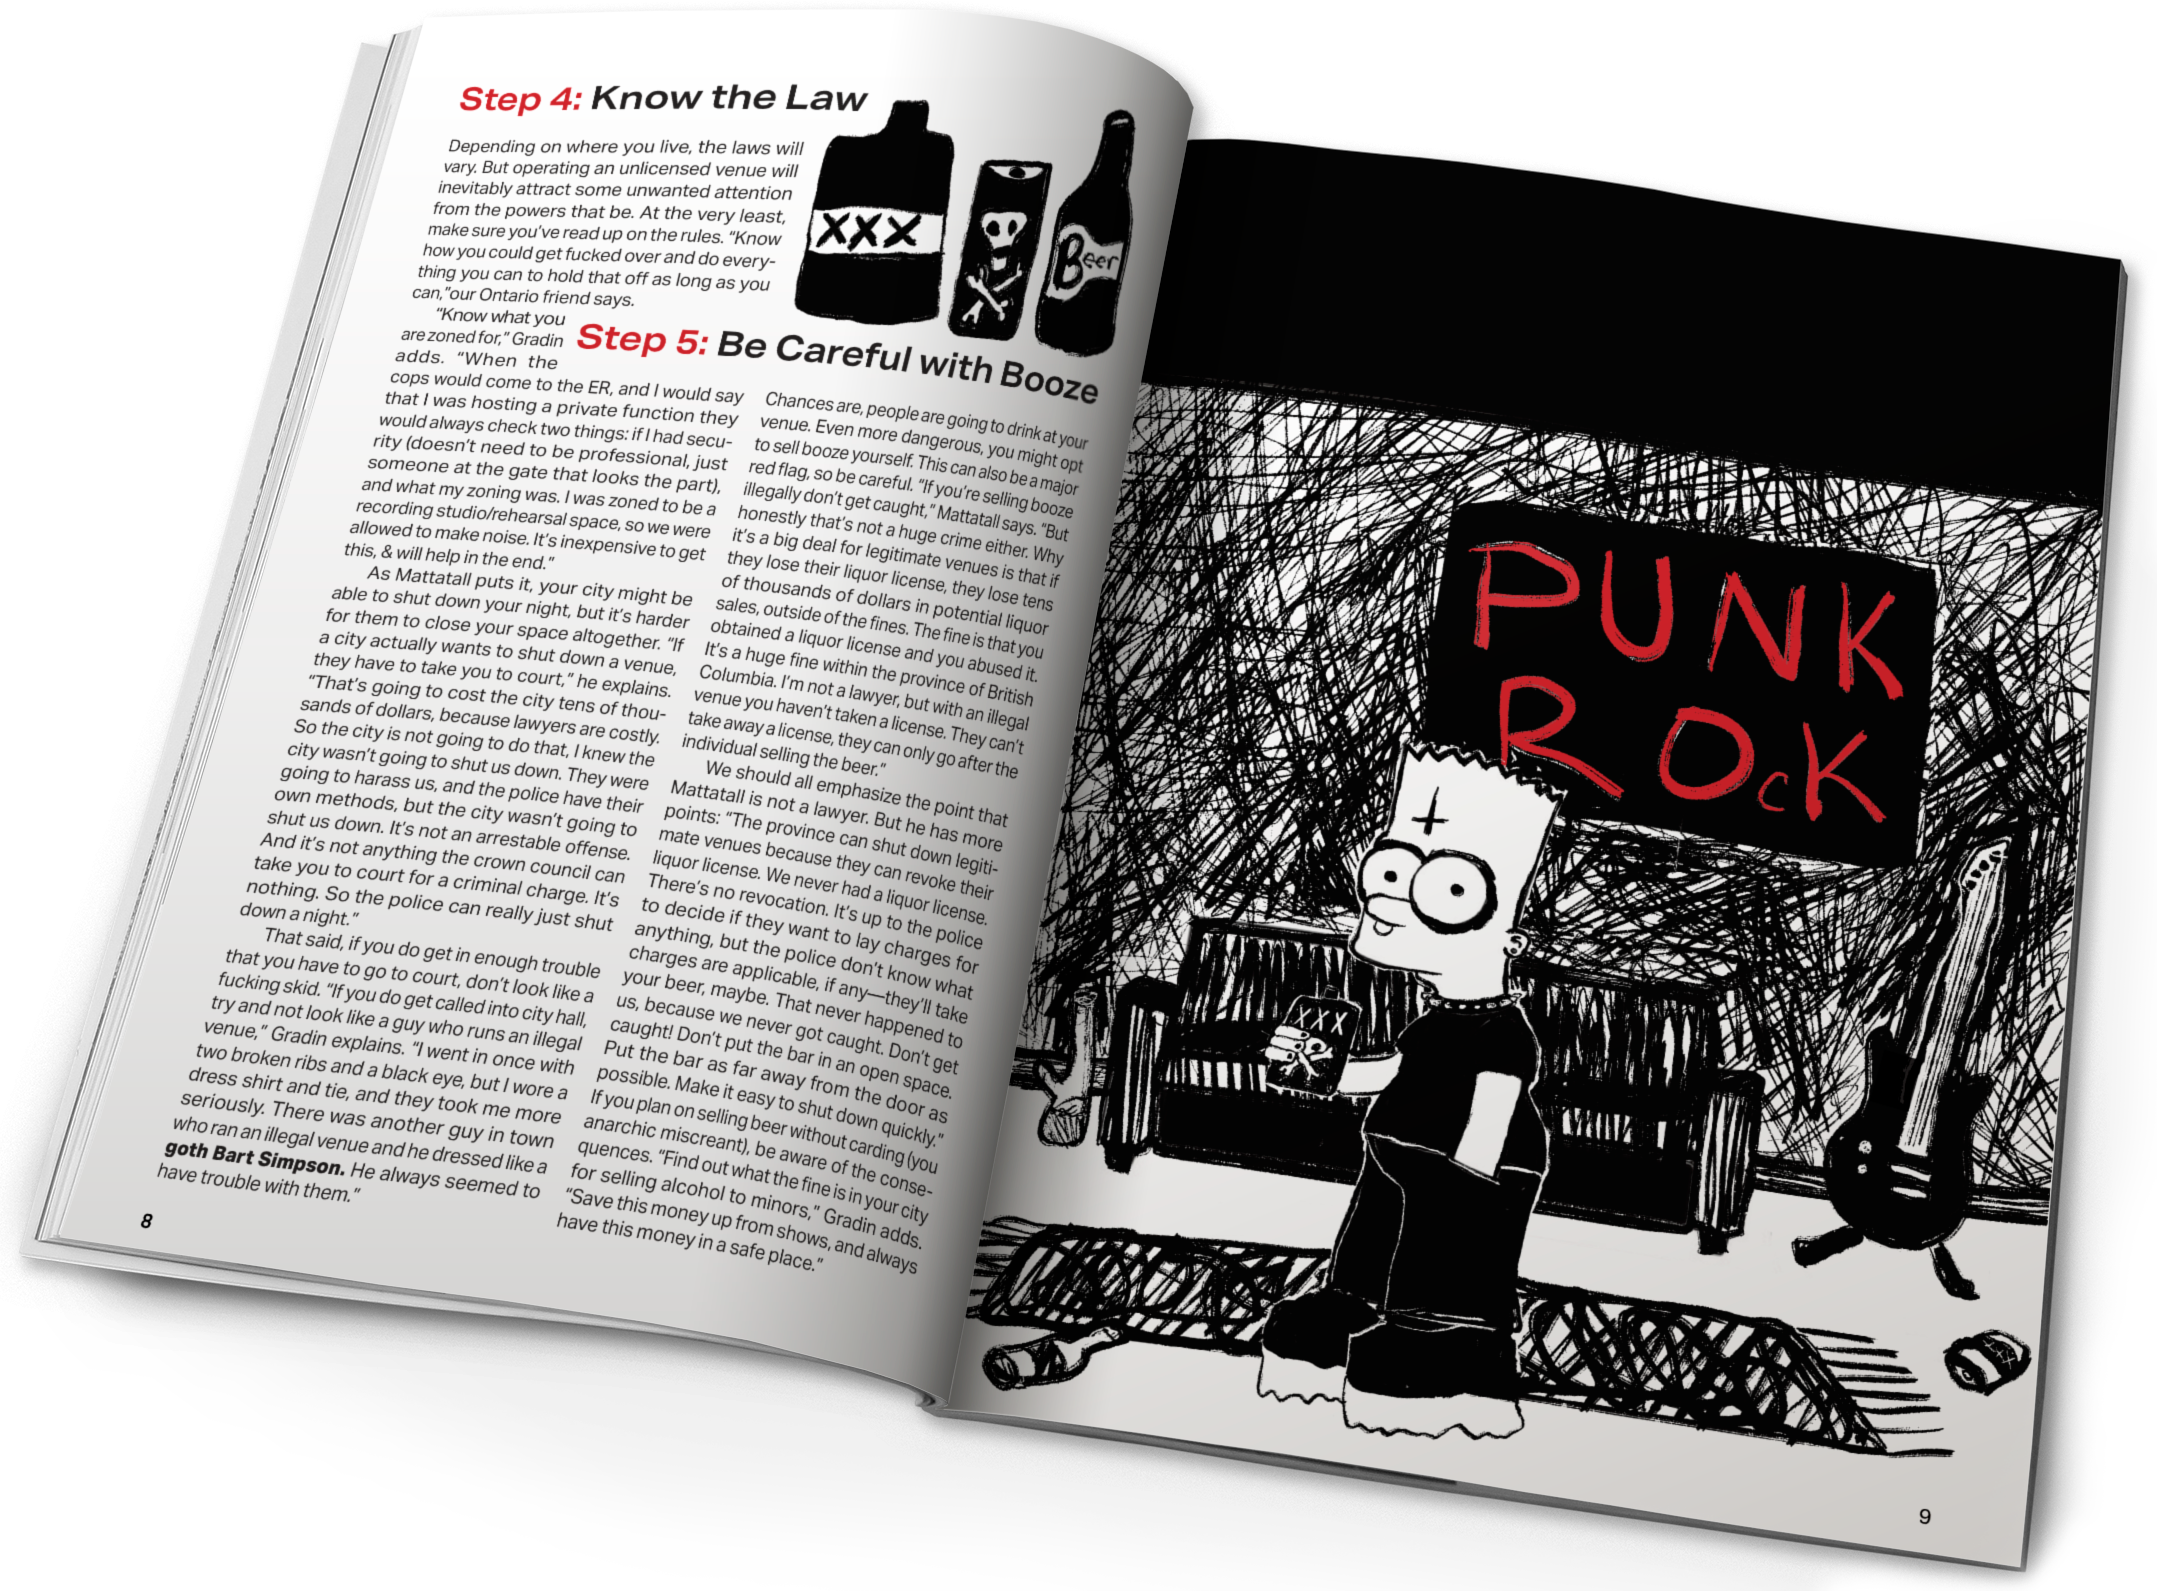 Step 4: Know the Law
Depending on where you live, the laws will
vary. But operating an unlicensed venue will
inevitably attract some unwanted attention
from the powers that be. At the very least,
make sure you've read up on the rules. “Know
how you could get fucked over and do every-
thing you can to hold that off as long as you
can,”our Ontario friend says.
“Know what you
are zoned for,” Gradin
adds. “When the
cops would come to the ER, and I would say
that I was hosting a private function they
would always check two things: if I had secu-
rity (doesn't need to be professional, just
someone at the gate that looks the part),
and what my zoning was. I was zoned to be a
recording studio/rehearsal space, so we were
allowed to make noise. It's inexpensive to get
this, & will help in the end.”
As Mattatall puts it, your city might be
able to shut down your night, but it's harder
for them to close your space altogether. “If
a city actually wants to shut down a venue,
they have to take you to court,” he explains.
“That's going to cost the city tens of thou-
sands of dollars, because lawyers are costly.
So the city is not going to do that, I knew the
city wasn't going to shut us down. They were
going to harass us, and the police have their
own methods, but the city wasn't going to
shut us down. It's not an arrestable offense.
And it's not anything the crown council can
take you to court for a criminal charge. It's
nothing. So the police can really just shut
down a night.”
That said, if you do get in enough trouble
that you have to go to court, don't look like a
fucking skid. “If you do get called into city hall,
try and not look like a guy who runs an illegal
venue,” Gradin explains. “I went in once with
two broken ribs and a black eye, but I wore a
dress shirt and tie, and they took me more
seriously. There was another guy in town
who ran an illegal venue and he dressed like a
goth Bart Simpson. He always seemed to
have trouble with them.”
8
XXX
Beer
Step 5: Be Careful with Booze
Chances are, people are going to drink at your
venue. Even more dangerous, you might opt
to sell booze yourself. This can also be a major
red flag, so be careful. “If you're selling booze
illegally don't get caught,” Mattatall says. “But
honestly that's not a huge crime either. Why
it's a big deal for legitimate venues is that if
they lose their liquor license, they lose tens
of thousands of dollars in potential liquor
sales, outside of the fines. The fine is that you
obtained a liquor license and you abused it.
It's a huge fine within the province of British
Columbia. I'm not a lawyer, but with an illegal
venue you haven't taken a license. They can't
take away a license, they can only go after the
individual selling the beer.”
We should all emphasize the point that
Mattatall is not a lawyer. But he has more
points: “The province can shut down legiti-
mate venues because they can revoke their
liquor license. We never had a liquor license.
There's no revocation. It's up to the police
to decide if they want to lay charges for
anything, but the police don't know what
charges are applicable, if any—they'll take
your beer, maybe. That never happened to
us, because we never got caught. Don't get
caught! Don't put the bar in an open space.
Put the bar as far away from the door as
possible. Make it easy to shut down quickly.”
If you plan on selling beer without carding (you
anarchic miscreant), be aware of the conse-
quences. “Find out what the fine is in your city
for selling alcohol to minors,” Gradin adds.
“Save this money up from shows, and always
have this money in a safe place.”
PUNK
ROcK
XXX
9